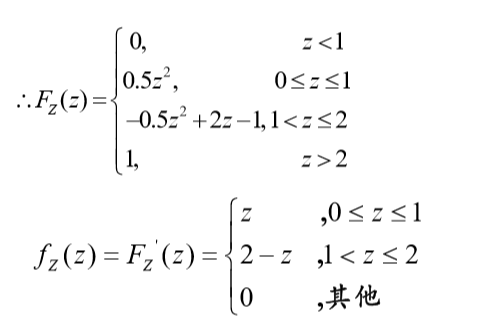 0, z<1
0.5z², 0≤z≤1
∴F_Z(z)=
–0.5z²+2z–1, 1<z≤2
1, z>2
z ,0≤z≤1
f_Z(z)=F_Z'(z)= 2−z ,1<z≤2
0 ,其他